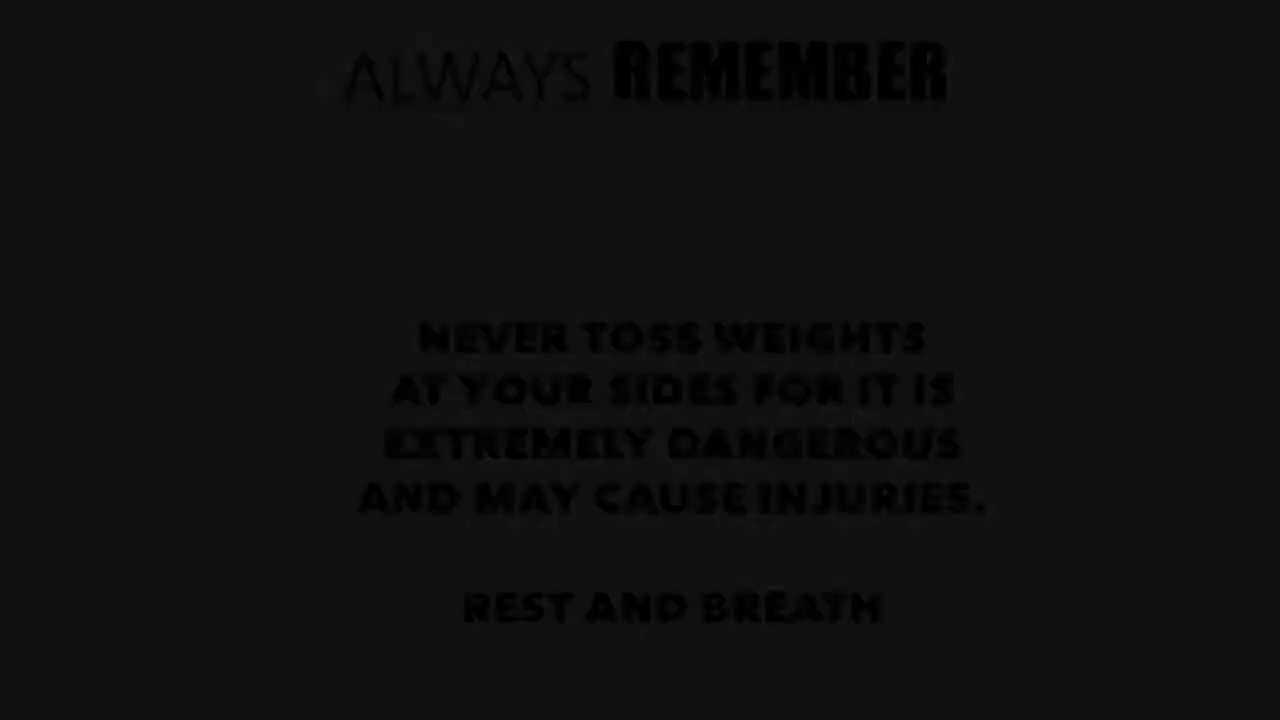 ALWAYS REMEMBER
NEVER TOSS WEIGHTS
AT YOUR SIDES FOR IT IS
EXTREMELY DANGEROUS
AND MAY CAUSE INJURIES.
REST AND BREATH